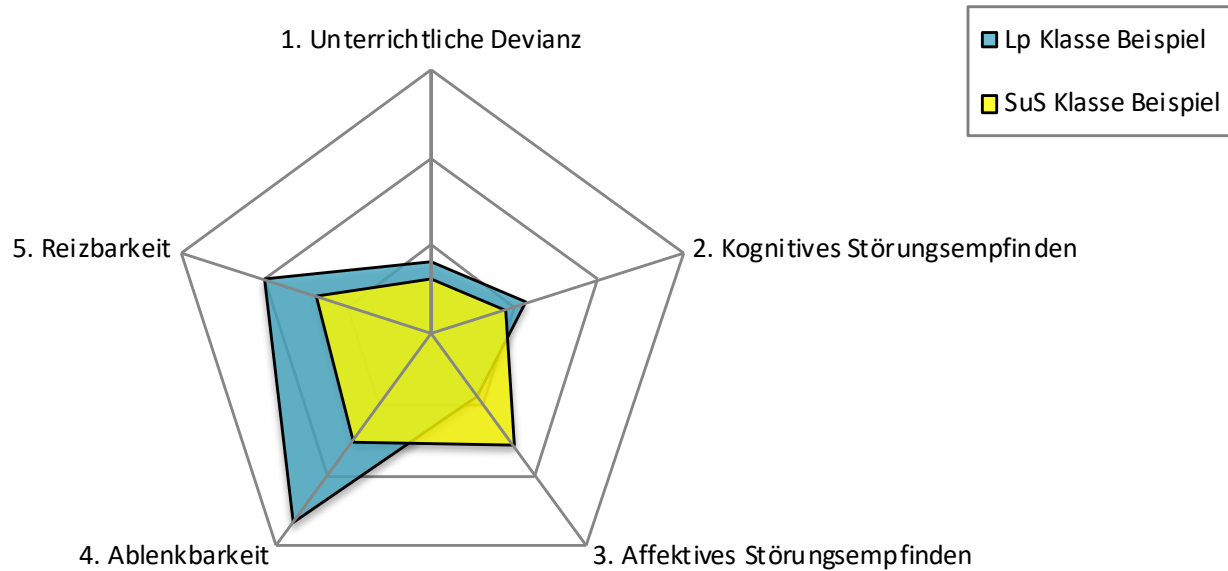 1. Unterrichtliche Devianz
Lp Klasse Beispiel
SuS Klasse Beispiel
5. Reizbarkeit
2. Kognitives Störungsempfinden
4. Ablenkbarkeit
3. Affektives Störungsempfinden